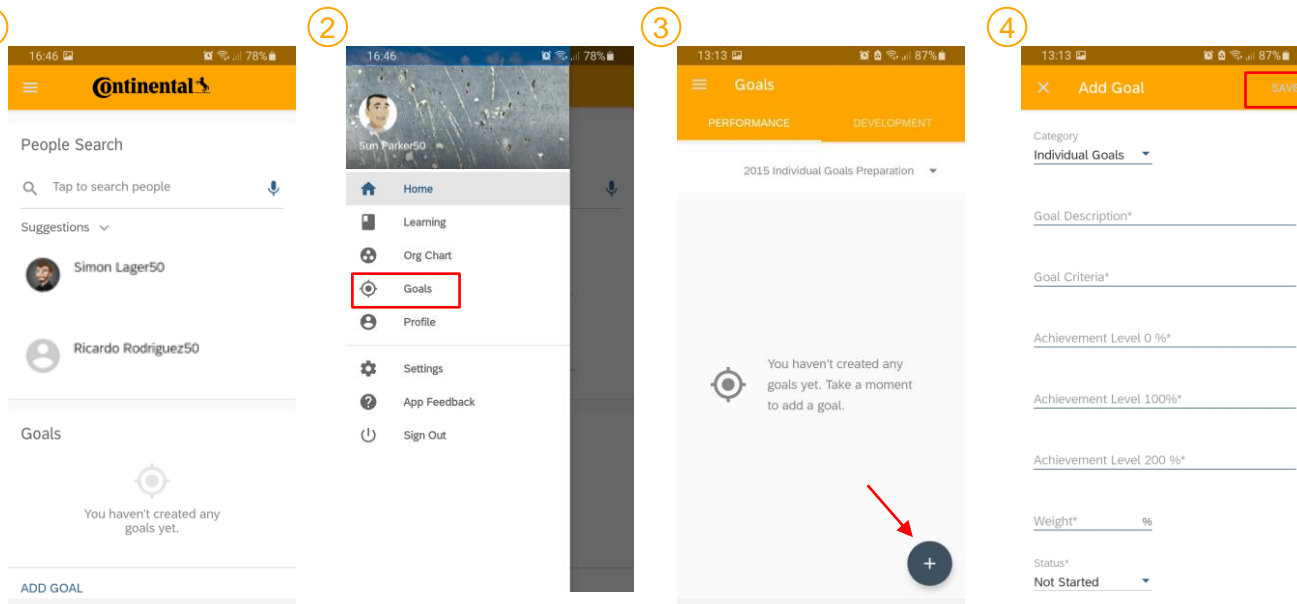 2
3
4
16:46
78%
Continental
People Search
Tap to search people
Suggestions
Simon Lager50
Ricardo Rodriguez50
Goals
You haven't created any
goals yet.
ADD GOAL
16:46
78%
Sun Parker50
Home
Learning
Org Chart
Goals
Profile
Settings
App Feedback
Sign Out
13:13
87%
Goals
PERFORMANCE
DEVELOPMENT
2015 Individual Goals Preparation
You haven't created any
goals yet. Take a moment
to add a goal.
+
13:13
87%
Add Goal
SAVE
Category
Individual Goals
Goal Description*
Goal Criteria*
Achievement Level 0 %*
Achievement Level 100%*
Achievement Level 200 %*
Weight* %
Status*
Not Started